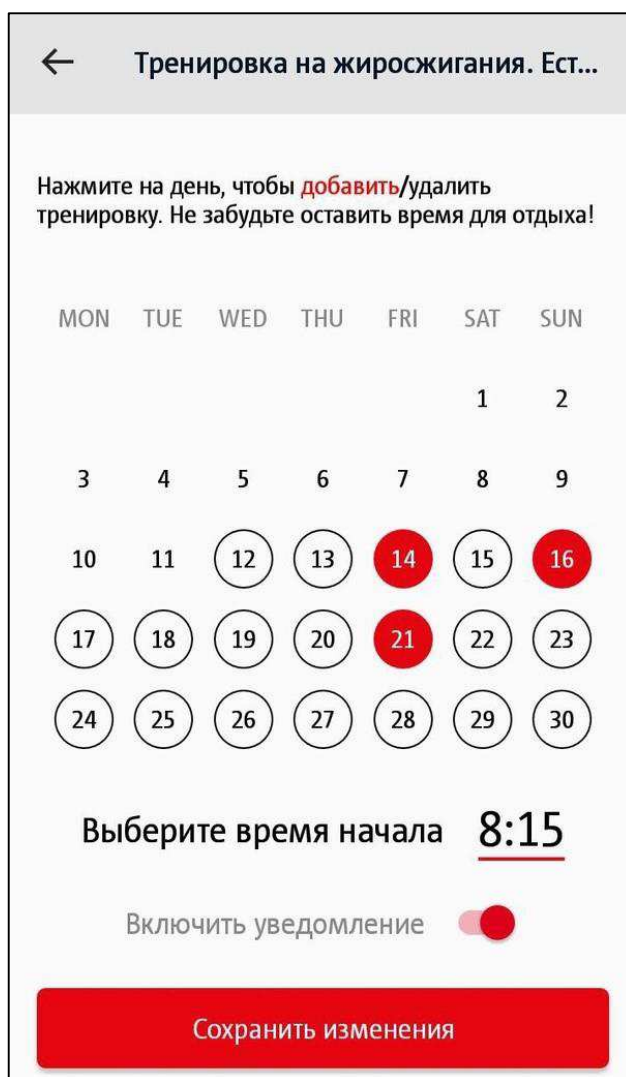 Тренировка на жиросжигания. Ест...
Нажмите на день, чтобы добавить/удалить
тренировку. Не забудьте оставить время для отдыха!
MON TUE WED THU FRI SAT SUN
1 2
3 4 5 6 7 8 9
10 11 12 13 14 15 16
17 18 19 20 21 22 23
24 25 26 27 28 29 30
Выберите время начала 8:15
Включить уведомление
Сохранить изменения